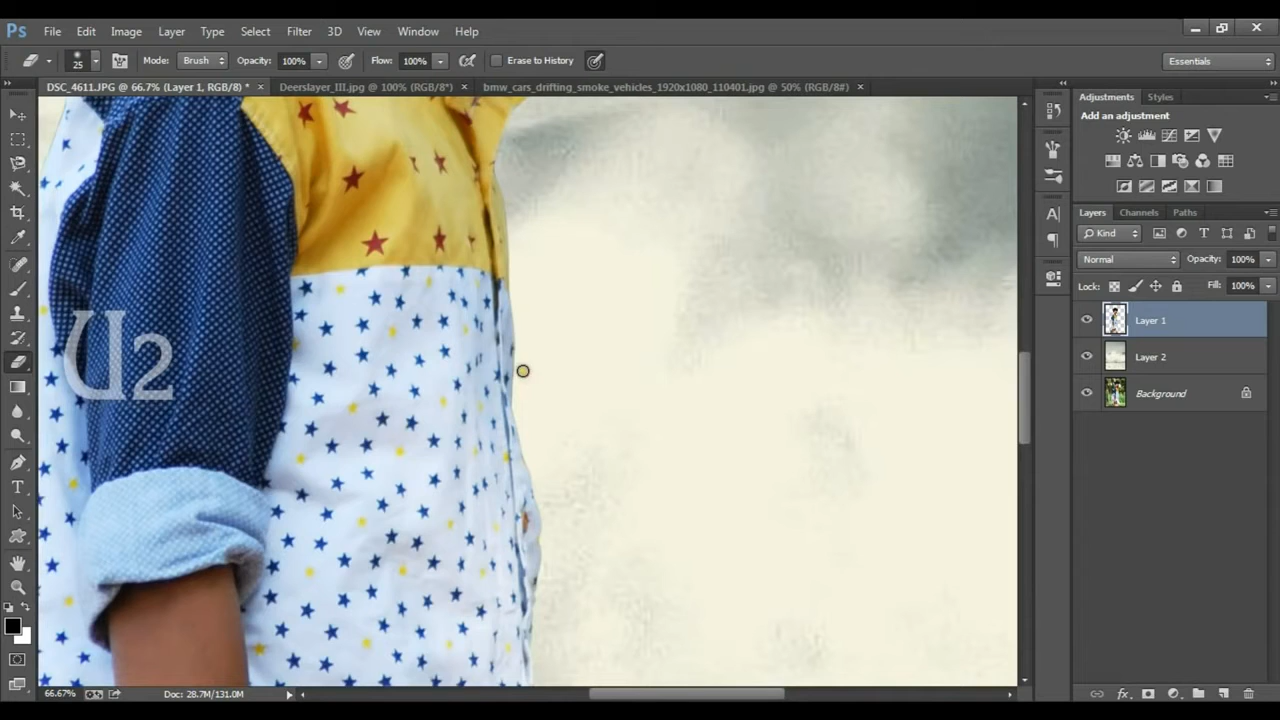 Ps File Edit Image Layer Type Select Filter 3D View Window Help
25 Mode: Brush Opacity: 100% Flow: 100% Erase to History Essentials
DSC_4611.JPG @ 66.7% (Layer 1, RGB/8) * Deerslayer_III.jpg @ 100% (RGB/8*) bmw_cars_drifting_smoke_vehicles_1920x1080_110401.jpg @ 50% (RGB/8#)
Adjustments Styles
Add an adjustment
Layers Channels Paths
Kind
Normal Opacity: 100%
Lock: Fill: 100%
Layer 1
Layer 2
Background
U2
66.67% Doc: 28.7M/131.0M